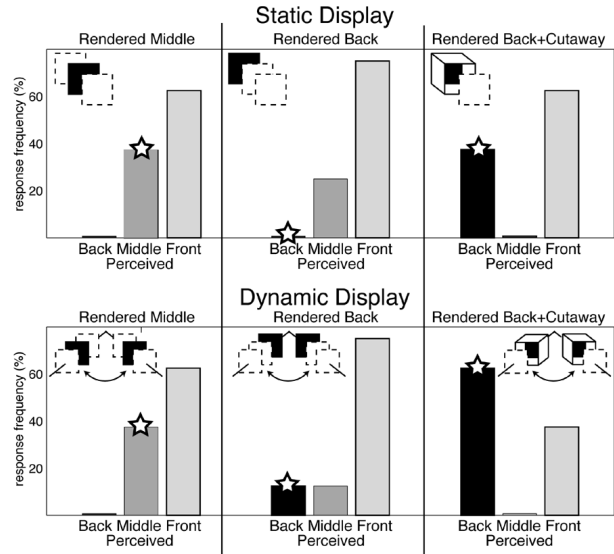 Static Display
Rendered Middle Rendered Back Rendered Back+Cutaway
response frequency (%)
60
40
20
Back Middle Front Back Middle Front Back Middle Front
Perceived Perceived Perceived
Dynamic Display
Rendered Middle Rendered Back Rendered Back+Cutaway
response frequency (%)
60
40
20
Back Middle Front Back Middle Front Back Middle Front
Perceived Perceived Perceived